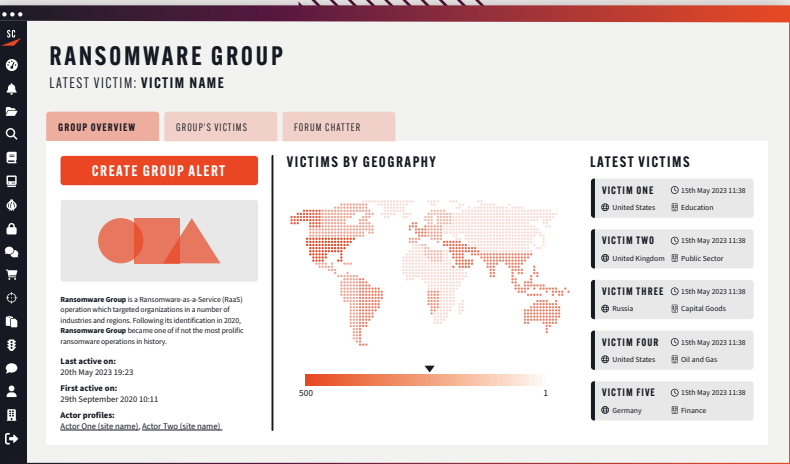 SC
RANSOMWARE GROUP
LATEST VICTIM: VICTIM NAME
GROUP OVERVIEW
GROUP'S VICTIMS
FORUM CHATTER
CREATE GROUP ALERT
Ransomware Group is a Ransomware-as-a-Service (RaaS)
operation which targeted organizations in a number of
industries and regions. Following its identification in 2020,
Ransomware Group became one of if not the most prolific
ransomware operations in history.
Last active on:
20th May 2023 19:23
First active on:
29th September 2020 10:11
Actor profiles:
Actor One (site name), Actor Two (site name)
VICTIMS BY GEOGRAPHY
500
1
LATEST VICTIMS
VICTIM ONE
15th May 2023 11:38
United States
Education
VICTIM TWO
15th May 2023 11:38
United Kingdom
Public Sector
VICTIM THREE
15th May 2023 11:38
Russia
Capital Goods
VICTIM FOUR
15th May 2023 11:38
United States
Oil and Gas
VICTIM FIVE
15th May 2023 11:38
Germany
Finance